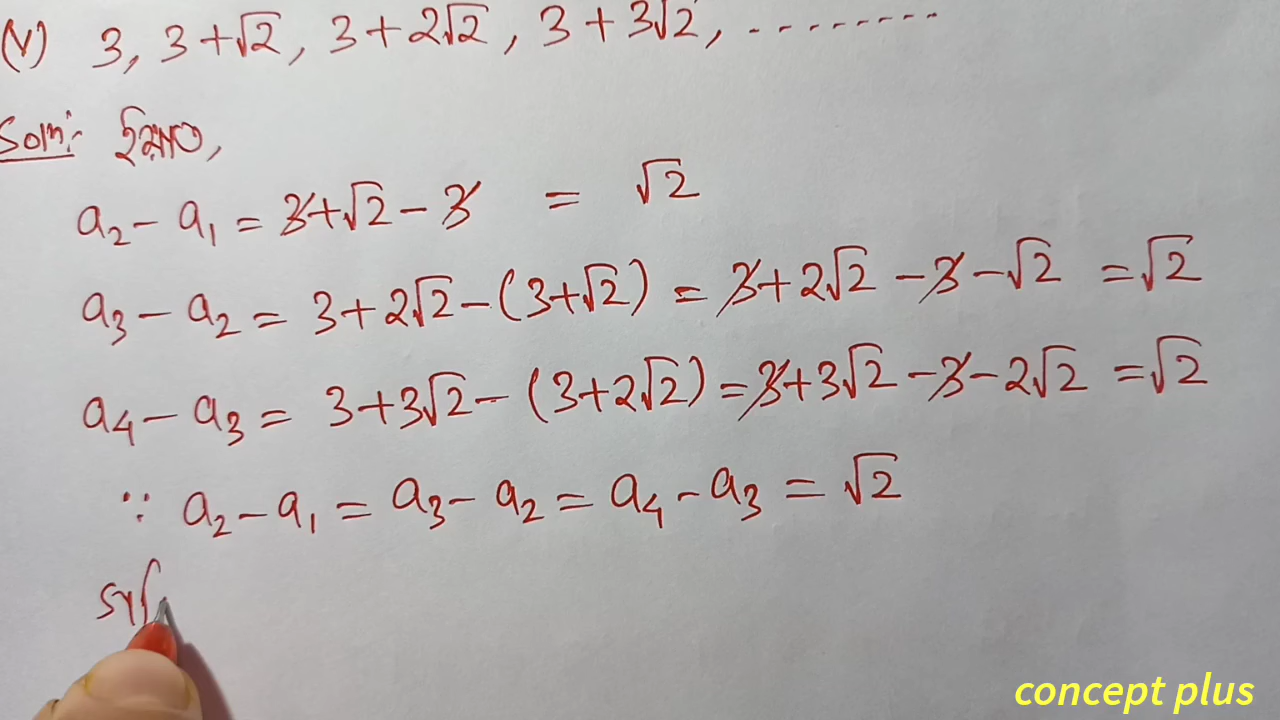 (V) 3, 3+√2, 3+2√2, 3+3√2, .........
Soln:- ইয়াত,
a₂ - a₁ = 3+√2 - 3 = √2
a₃ - a₂ = 3+2√2-(3+√2) = 3+2√2 -3-√2 =√2
a₄ - a₃ = 3+3√2- (3+2√2)=3+3√2 -3-2√2 =√2
∵ a₂-a₁ = a₃ - a₂ = a₄ - a₃ = √2
concept plus